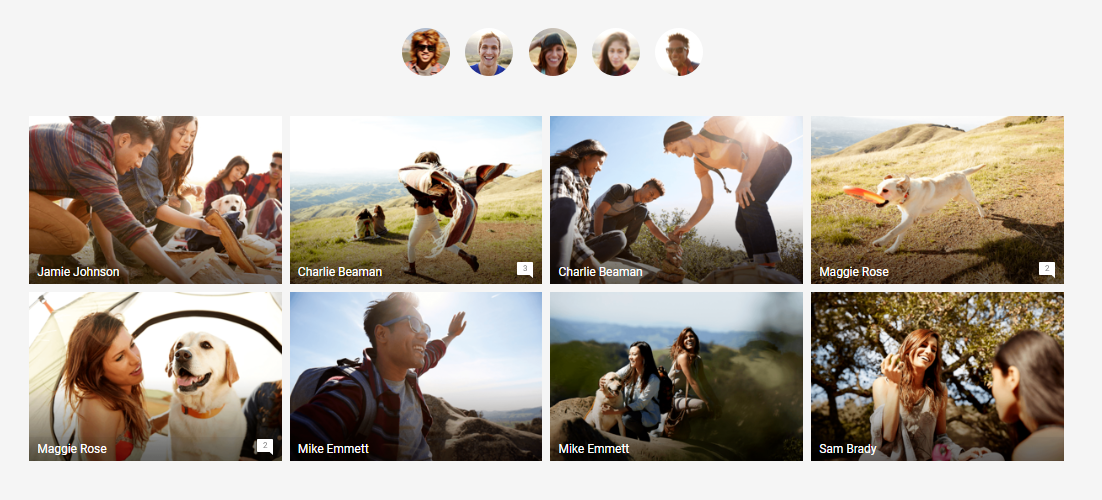 Jamie Johnson
Charlie Beaman
3
Charlie Beaman
Maggie Rose
2
Maggie Rose
2
Mike Emmett
Mike Emmett
Sam Brady